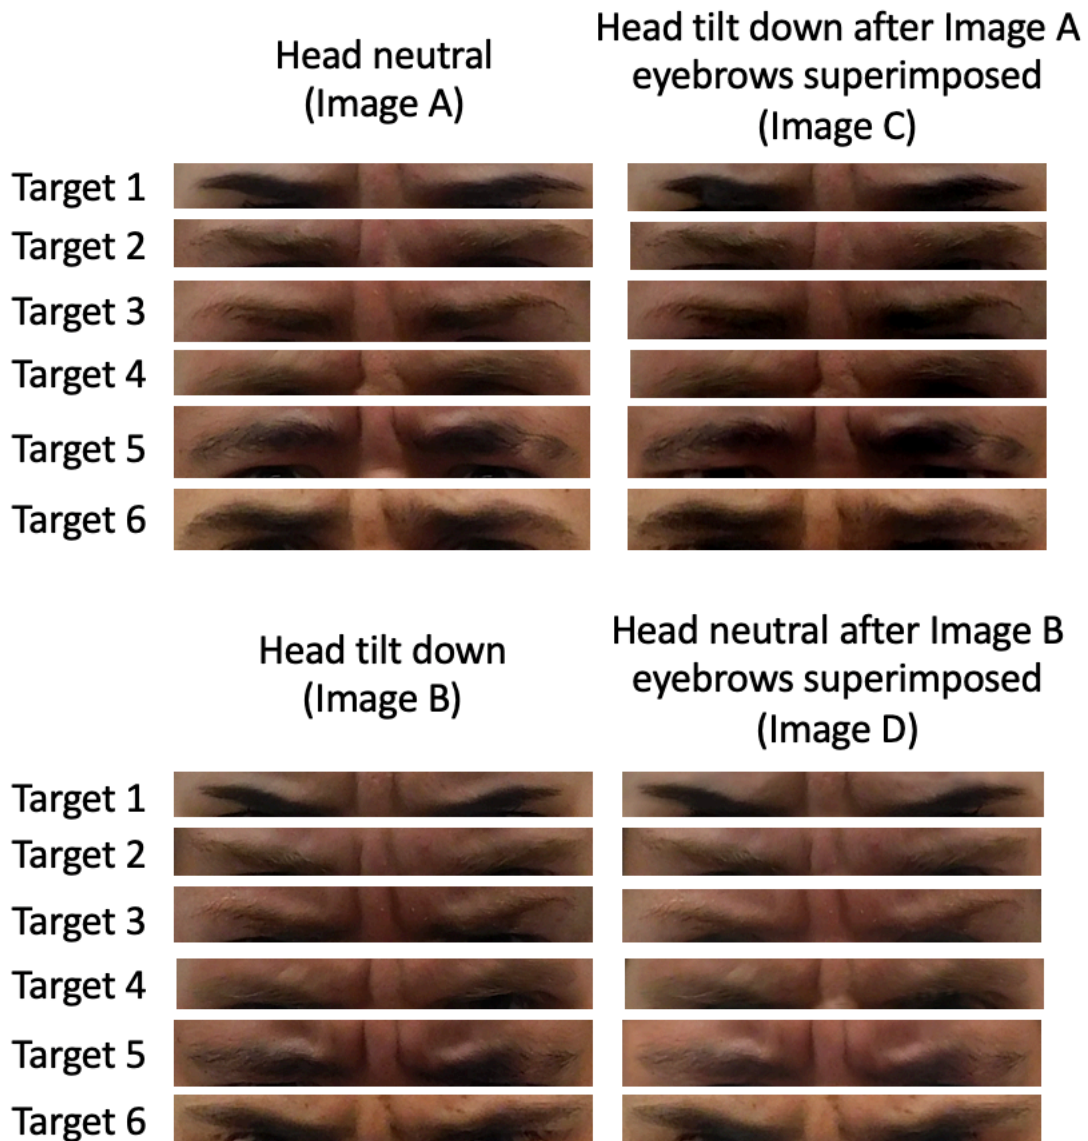 Head neutral
(Image A)
Head tilt down after Image A
eyebrows superimposed
(Image C)
Target 1
Target 2
Target 3
Target 4
Target 5
Target 6
Head tilt down
(Image B)
Head neutral after Image B
eyebrows superimposed
(Image D)
Target 1
Target 2
Target 3
Target 4
Target 5
Target 6